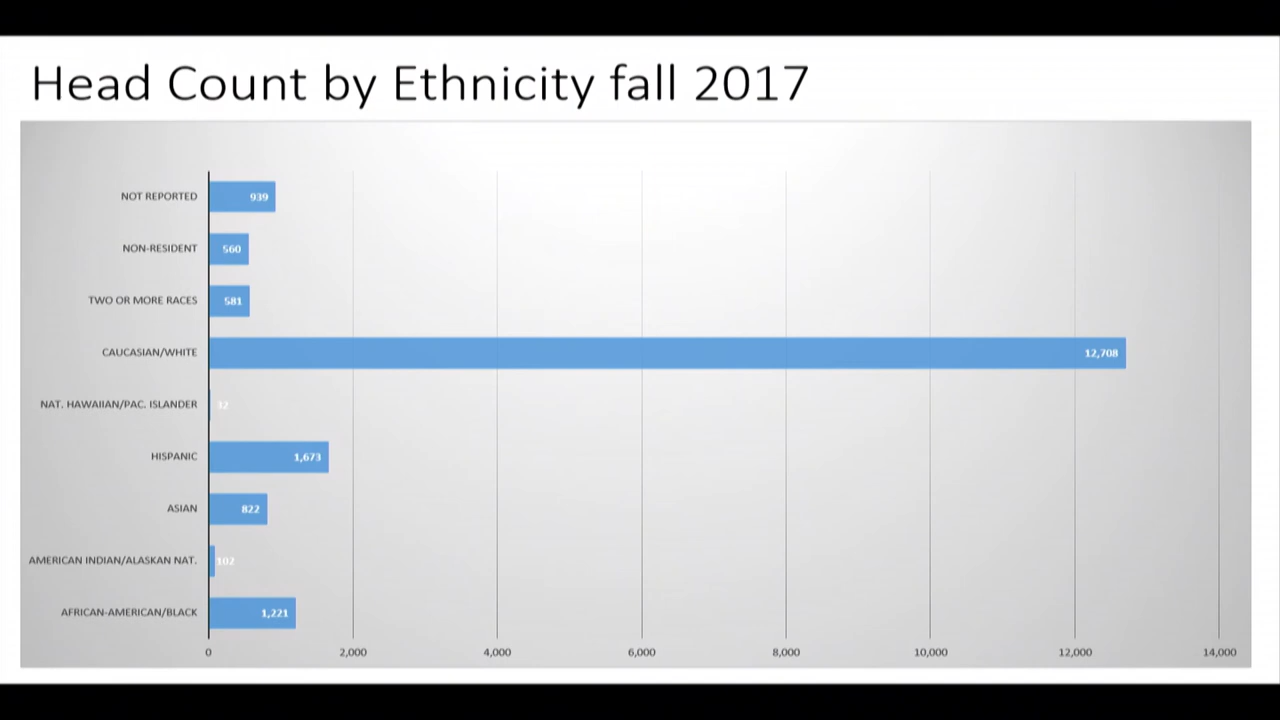 Head Count by Ethnicity fall 2017
NOT REPORTED 939
NON-RESIDENT 560
TWO OR MORE RACES 581
CAUCASIAN/WHITE 12,708
NAT. HAWAIIAN/PAC. ISLANDER 32
HISPANIC 1,673
ASIAN 822
AMERICAN INDIAN/ALASKAN NAT. 102
AFRICAN-AMERICAN/BLACK 1,221
0 2,000 4,000 6,000 8,000 10,000 12,000 14,000